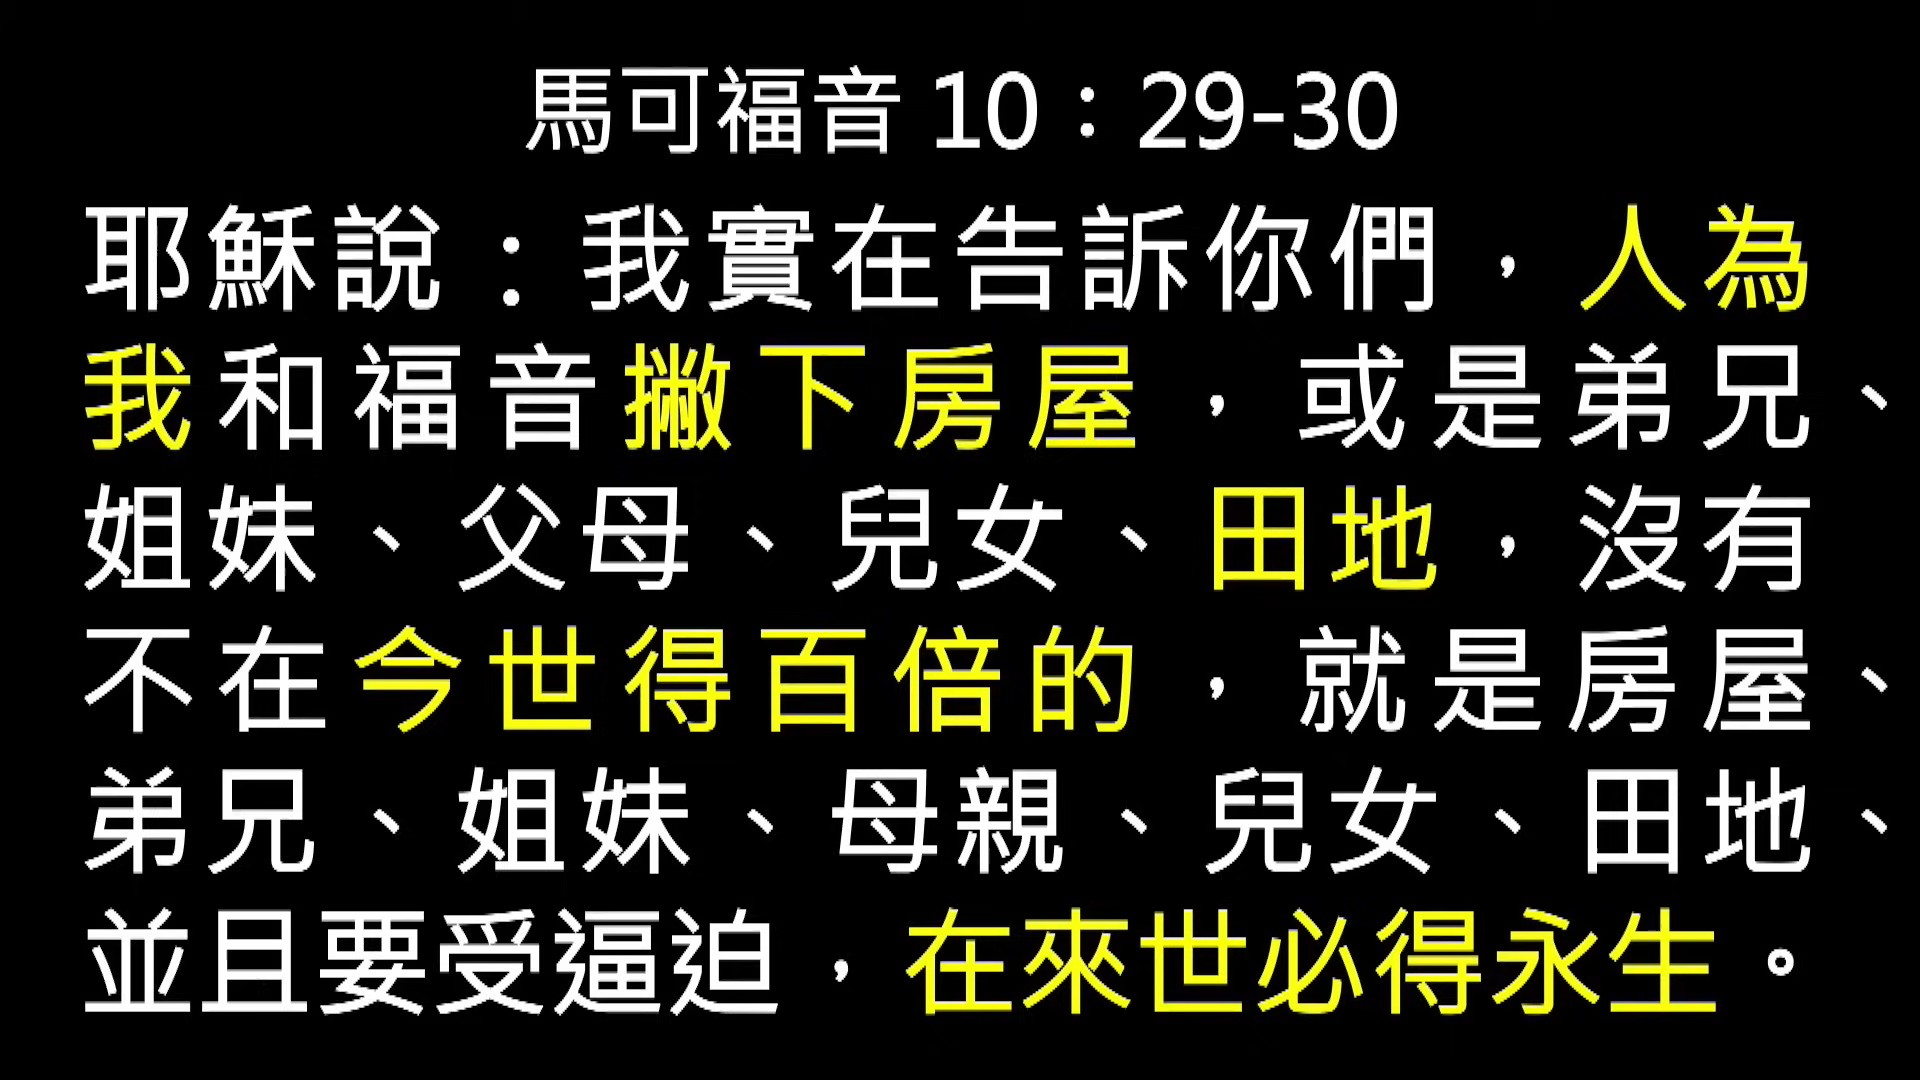 馬可福音 10：29-30
耶穌說：我實在告訴你們，人為
我和福音撇下房屋，或是弟兄、
姐妹、父母、兒女、田地，沒有
不在今世得百倍的，就是房屋、
弟兄、姐妹、母親、兒女、田地、
並且要受逼迫，在來世必得永生。